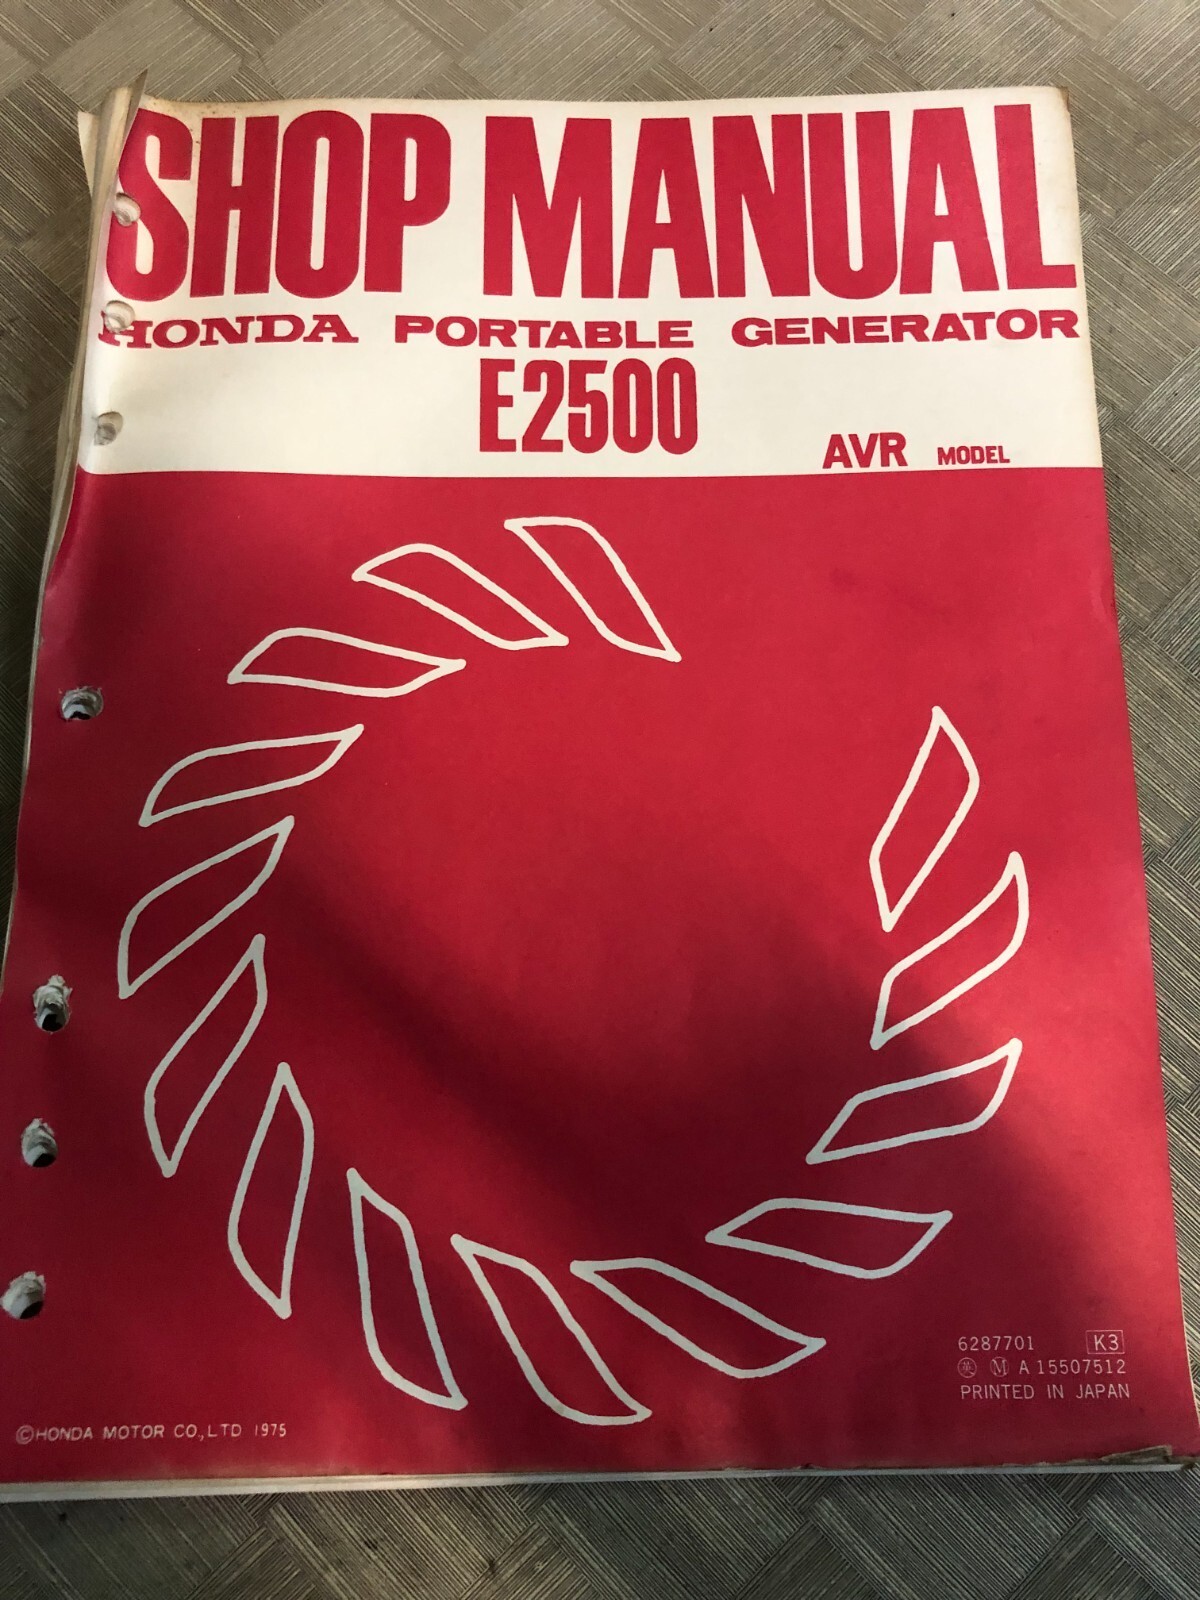 SHOP MANUAL
HONDA PORTABLE GENERATOR
E2500
AVR MODEL
6287701 K3
英 M A 15507512
PRINTED IN JAPAN
©HONDA MOTOR CO.,LTD 1975